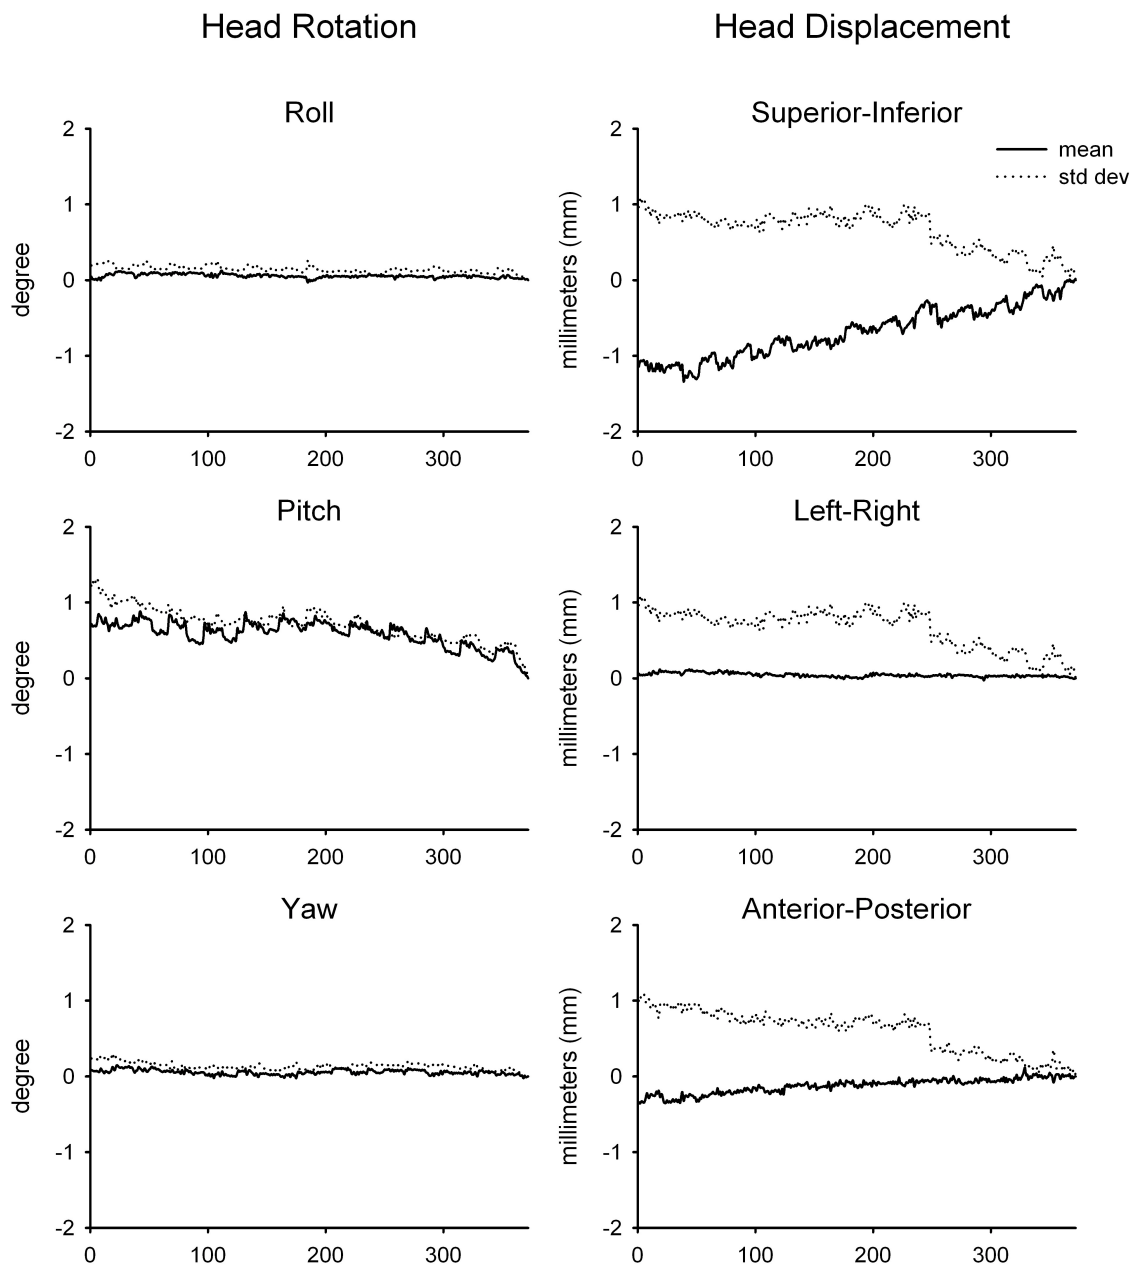 Head Rotation
Head Displacement
Roll
2
1
0
-1
-2
degree
0 100 200 300
Superior-Inferior
mean
std dev
2
1
0
-1
-2
millimeters (mm)
0 100 200 300
Pitch
2
1
0
-1
-2
degree
0 100 200 300
Left-Right
2
1
0
-1
-2
millimeters (mm)
0 100 200 300
Yaw
2
1
0
-1
-2
degree
0 100 200 300
Anterior-Posterior
2
1
0
-1
-2
millimeters (mm)
0 100 200 300